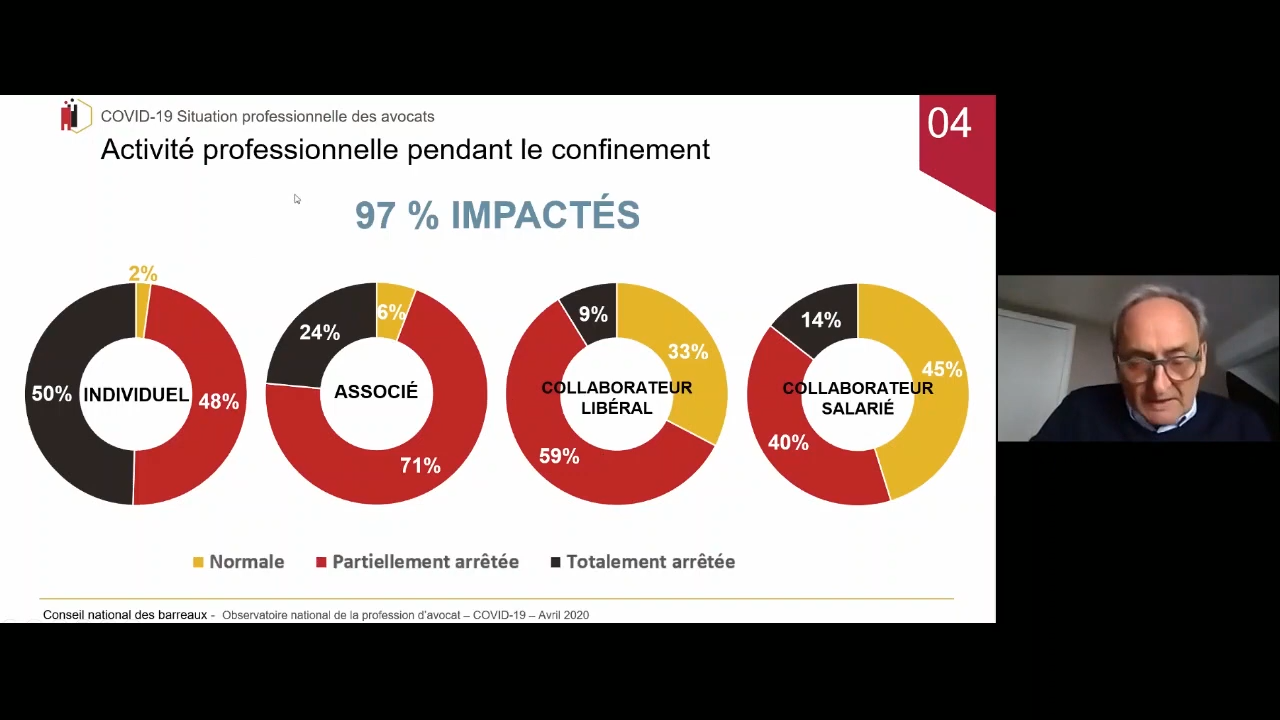 COVID-19 Situation professionnelle des avocats
Activité professionnelle pendant le confinement
04
97 % IMPACTÉS
2%
50%
INDIVIDUEL
48%
6%
24%
ASSOCIÉ
71%
9%
33%
COLLABORATEUR
LIBÉRAL
59%
14%
45%
COLLABORATEUR
SALARIÉ
40%
Normale
Partiellement arrêtée
Totalement arrêtée
Conseil national des barreaux - Observatoire national de la profession d'avocat – COVID-19 – Avril 2020